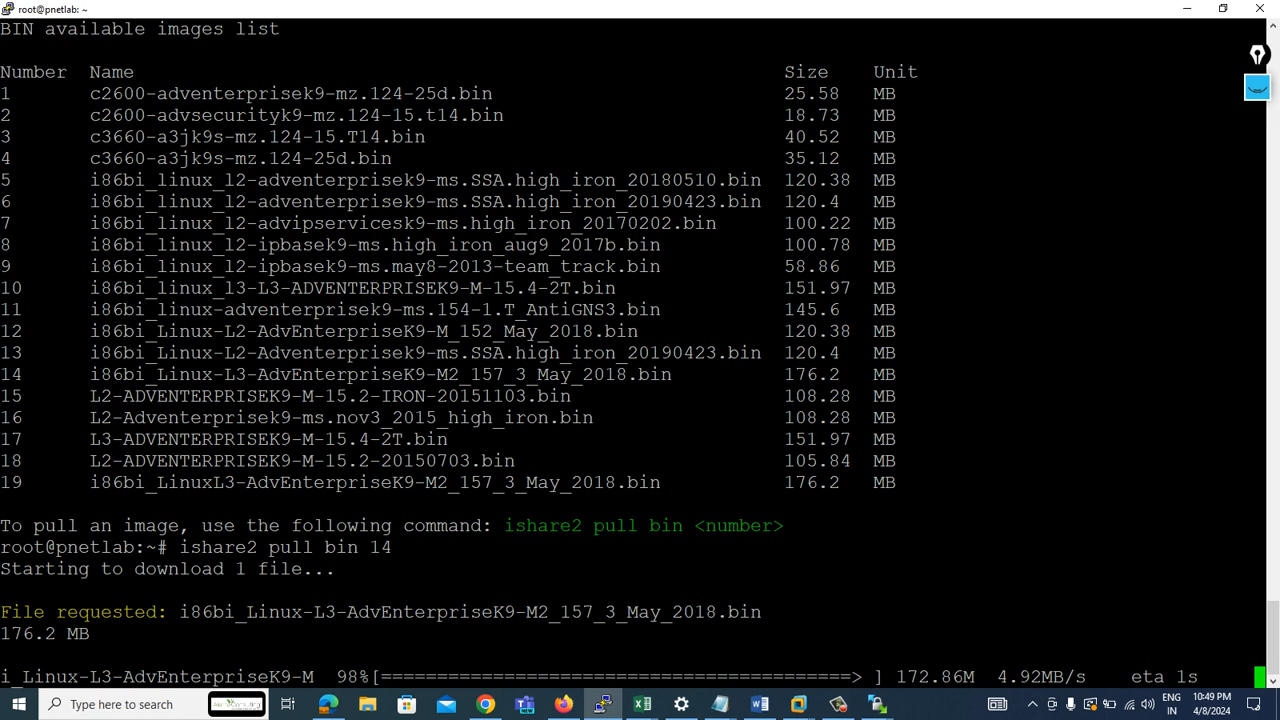 root@pnetlab: ~
BIN available images list
Number Name Size Unit
1 c2600-adventerprisek9-mz.124-25d.bin 25.58 MB
2 c2600-advsecurityk9-mz.124-15.t14.bin 18.73 MB
3 c3660-a3jk9s-mz.124-15.T14.bin 40.52 MB
4 c3660-a3jk9s-mz.124-25d.bin 35.12 MB
5 i86bi_linux_l2-adventerprisek9-ms.SSA.high_iron_20180510.bin 120.38 MB
6 i86bi_linux_l2-adventerprisek9-ms.SSA.high_iron_20190423.bin 120.4 MB
7 i86bi_linux_l2-advipservicesk9-ms.high_iron_20170202.bin 100.22 MB
8 i86bi_linux_l2-ipbasek9-ms.high_iron_aug9_2017b.bin 100.78 MB
9 i86bi_linux_l2-ipbasek9-ms.may8-2013-team_track.bin 58.86 MB
10 i86bi_linux_l3-L3-ADVENTERPRISEK9-M-15.4-2T.bin 151.97 MB
11 i86bi_linux-adventerprisek9-ms.154-1.T_AntiGNS3.bin 145.6 MB
12 i86bi_Linux-L2-AdvEnterpriseK9-M_152_May_2018.bin 120.38 MB
13 i86bi_Linux-L2-Adventerprisek9-ms.SSA.high_iron_20190423.bin 120.4 MB
14 i86bi_Linux-L3-AdvEnterpriseK9-M2_157_3_May_2018.bin 176.2 MB
15 L2-ADVENTERPRISEK9-M-15.2-IRON-20151103.bin 108.28 MB
16 L2-Adventerprisek9-ms.nov3_2015_high_iron.bin 108.28 MB
17 L3-ADVENTERPRISEK9-M-15.4-2T.bin 151.97 MB
18 L2-ADVENTERPRISEK9-M-15.2-20150703.bin 105.84 MB
19 i86bi_LinuxL3-AdvEnterpriseK9-M2_157_3_May_2018.bin 176.2 MB
To pull an image, use the following command: ishare2 pull bin <number>
root@pnetlab:~# ishare2 pull bin 14
Starting to download 1 file...
File requested: i86bi_Linux-L3-AdvEnterpriseK9-M2_157_3_May_2018.bin
176.2 MB
i_Linux-L3-AdvEnterpriseK9-M 98%[==========================================> ] 172.86M 4.92MB/s eta 1s
Type here to search
ENG
IN
10:49 PM
4/8/2024